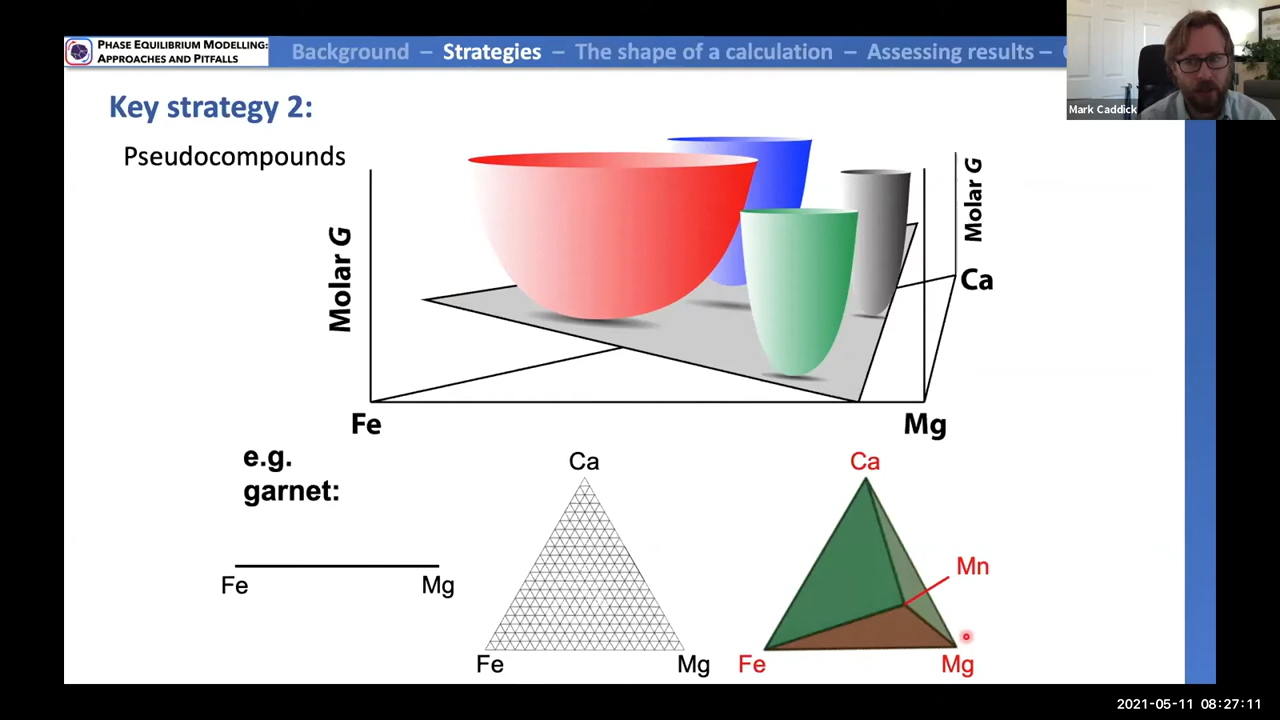 PHASE EQUILIBRIUM MODELLING:
APPROACHES AND PITFALLS
Background – Strategies – The shape of a calculation – Assessing results –
Mark Caddick
Key strategy 2:
Pseudocompounds
Molar G
Molar G
Ca
Fe
Mg
e.g.
garnet:
Fe
Mg
Ca
Fe
Mg
Ca
Mn
Fe
Mg
2021-05-11 08:27:11